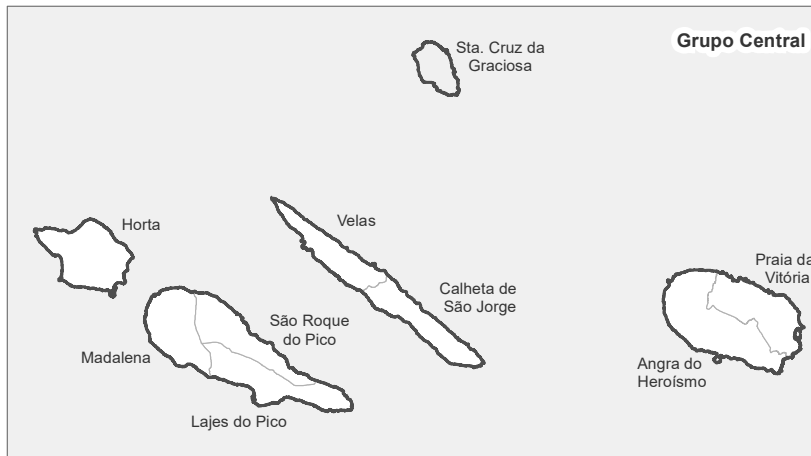 Grupo Central
Sta. Cruz da
Graciosa
Horta
Velas
Calheta de
São Jorge
Praia da
Vitória
São Roque
do Pico
Madalena
Lajes do Pico
Angra do
Heroísmo